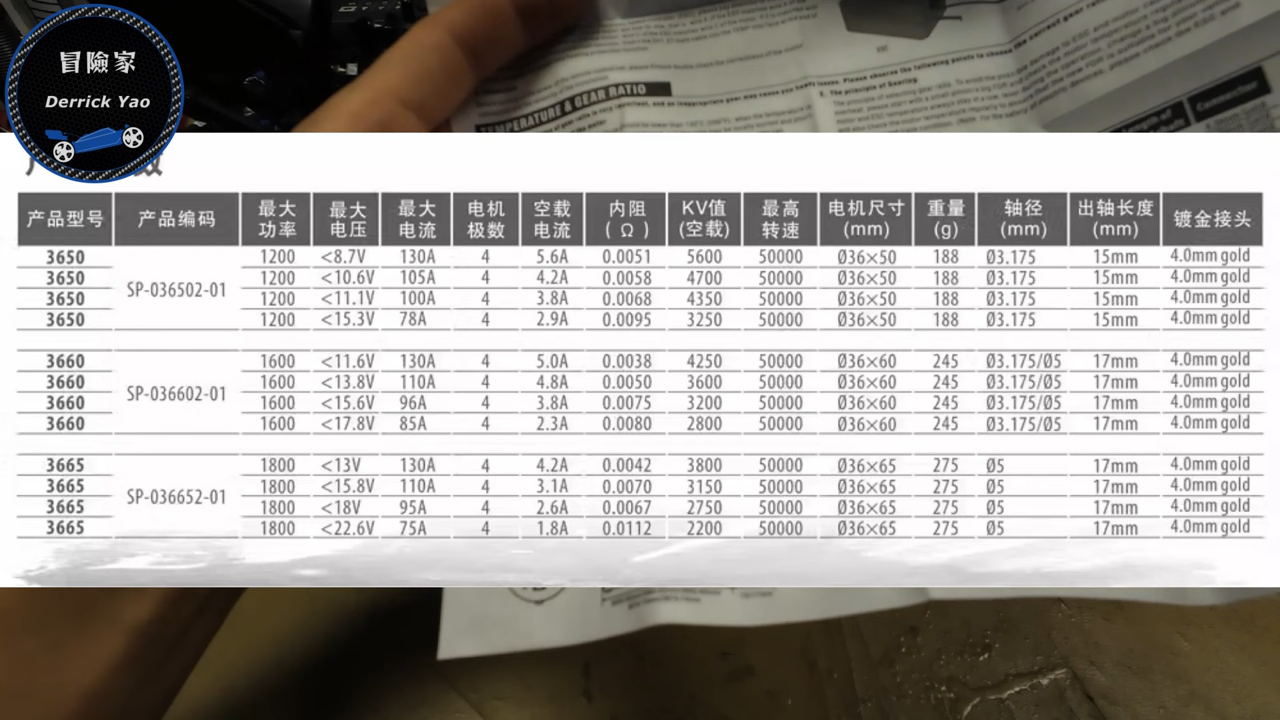 冒險家
Derrick Yao
TEMPERATURE & GEAR RATIO
产品型号 产品编码 最大功率 最大电压 最大电流 电机极数 空载电流 内阻(Ω) KV值(空载) 最高转速 电机尺寸(mm) 重量(g) 轴径(mm) 出轴长度(mm) 镀金接头
3650 1200 <8.7V 130A 4 5.6A 0.0051 5600 50000 Ø36×50 188 Ø3.175 15mm 4.0mm gold
3650 1200 <10.6V 105A 4 4.2A 0.0058 4700 50000 Ø36×50 188 Ø3.175 15mm 4.0mm gold
SP-036502-01
3650 1200 <11.1V 100A 4 3.8A 0.0068 4350 50000 Ø36×50 188 Ø3.175 15mm 4.0mm gold
3650 1200 <15.3V 78A 4 2.9A 0.0095 3250 50000 Ø36×50 188 Ø3.175 15mm 4.0mm gold
3660 1600 <11.6V 130A 4 5.0A 0.0038 4250 50000 Ø36×60 245 Ø3.175/Ø5 17mm 4.0mm gold
3660 1600 <13.8V 110A 4 4.8A 0.0050 3600 50000 Ø36×60 245 Ø3.175/Ø5 17mm 4.0mm gold
SP-036602-01
3660 1600 <15.6V 96A 4 3.8A 0.0075 3200 50000 Ø36×60 245 Ø3.175/Ø5 17mm 4.0mm gold
3660 1600 <17.8V 85A 4 2.3A 0.0080 2800 50000 Ø36×60 245 Ø3.175/Ø5 17mm 4.0mm gold
3665 1800 <13V 130A 4 4.2A 0.0042 3800 50000 Ø36×65 275 Ø5 17mm 4.0mm gold
3665 1800 <15.8V 110A 4 3.1A 0.0070 3150 50000 Ø36×65 275 Ø5 17mm 4.0mm gold
SP-036652-01
3665 1800 <18V 95A 4 2.6A 0.0067 2750 50000 Ø36×65 275 Ø5 17mm 4.0mm gold
3665 1800 <22.6V 75A 4 1.8A 0.0112 2200 50000 Ø36×65 275 Ø5 17mm 4.0mm gold